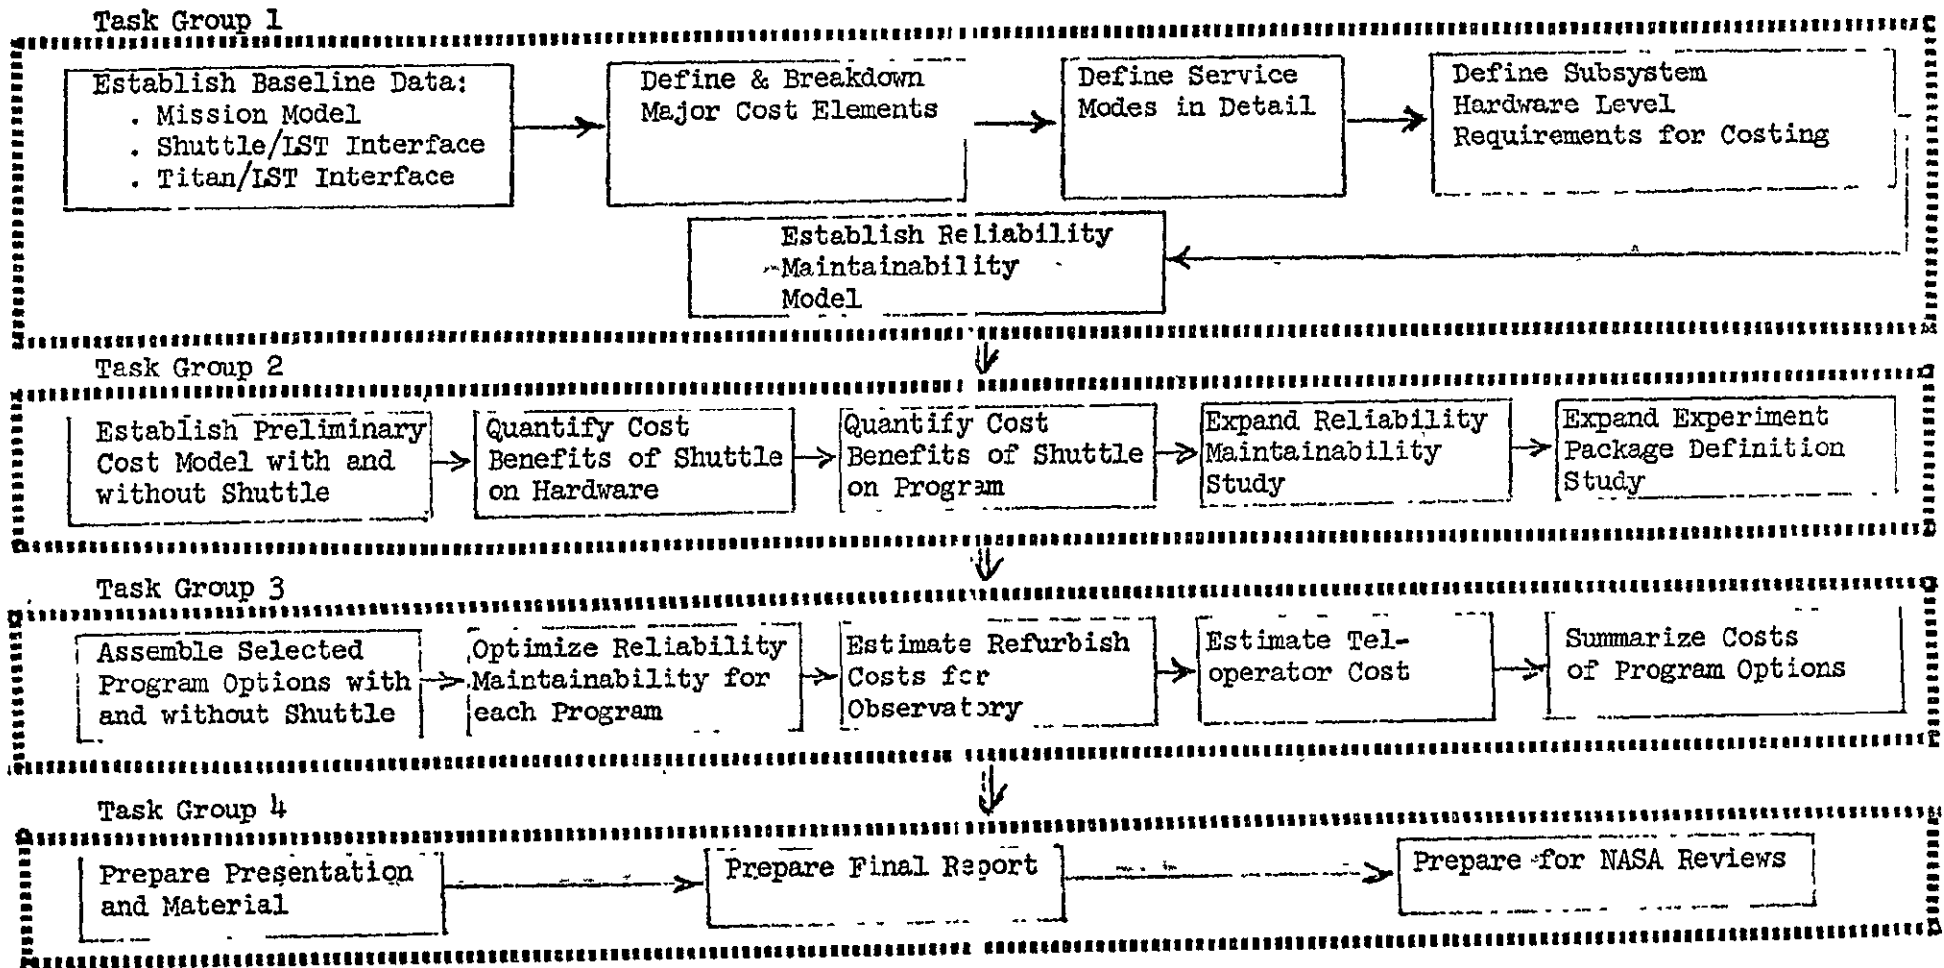 Task Group 1
Establish Baseline Data:
. Mission Model
. Shuttle/LST Interface
. Titan/LST Interface
Define & Breakdown
Major Cost Elements
Define Service
Modes in Detail
Define Subsystem
Hardware Level
Requirements for Costing
Establish Reliability
Maintainability
Model
Task Group 2
Establish Preliminary
Cost Model with and
without Shuttle
Quantify Cost
Benefits of Shuttle
on Hardware
Quantify Cost
Benefits of Shuttle
on Program
Expand Reliability
Maintainability
Study
Expand Experiment
Package Definition
Study
Task Group 3
Assemble Selected
Program Options with
and without Shuttle
Optimize Reliability
Maintainability for
each Program
Estimate Refurbish
Costs for
Observatory
Estimate Tel-
operator Cost
Summarize Costs
of Program Options
Task Group 4
Prepare Presentation
and Material
Prepare Final Report
Prepare for NASA Reviews